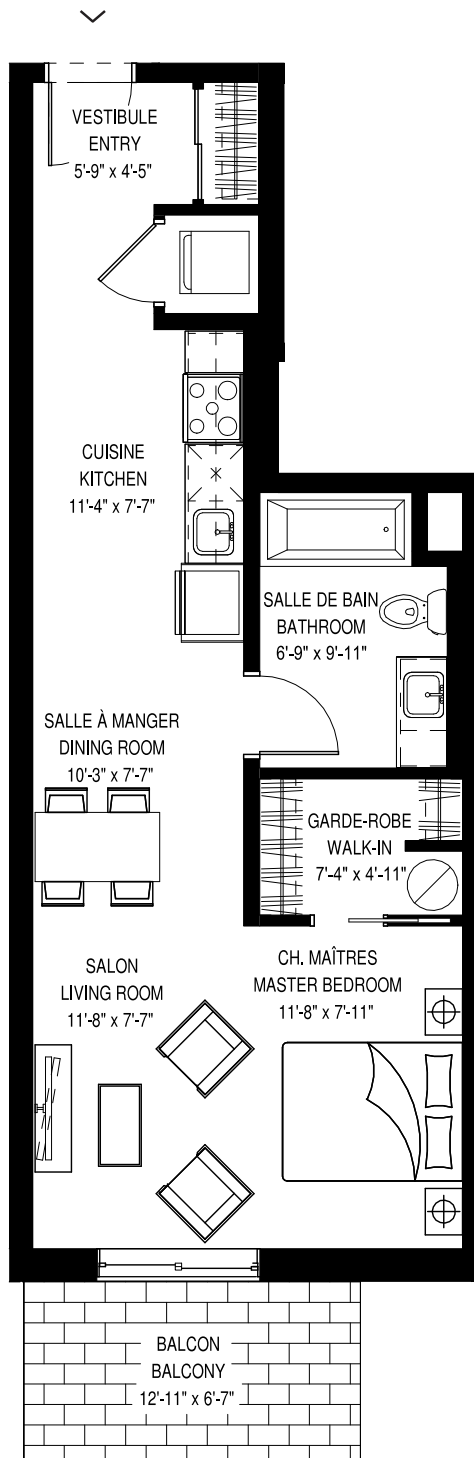 VESTIBULE
ENTRY
5'-9" x 4'-5"
CUISINE
KITCHEN
11'-4" x 7'-7"
SALLE DE BAIN
BATHROOM
6'-9" x 9'-11"
SALLE À MANGER
DINING ROOM
10'-3" x 7'-7"
GARDE-ROBE
WALK-IN
7'-4" x 4'-11"
SALON
LIVING ROOM
11'-8" x 7'-7"
CH. MAÎTRES
MASTER BEDROOM
11'-8" x 7'-11"
BALCON
BALCONY
12'-11" x 6'-7"